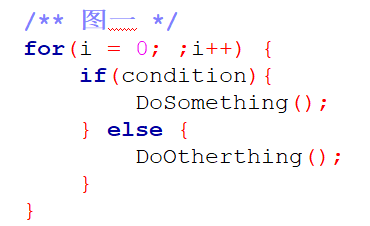 /** 图一 */
for(i = 0; ;i++) {
    if(condition){
        DoSomething();
    } else {
        DoOtherthing();
    }
}